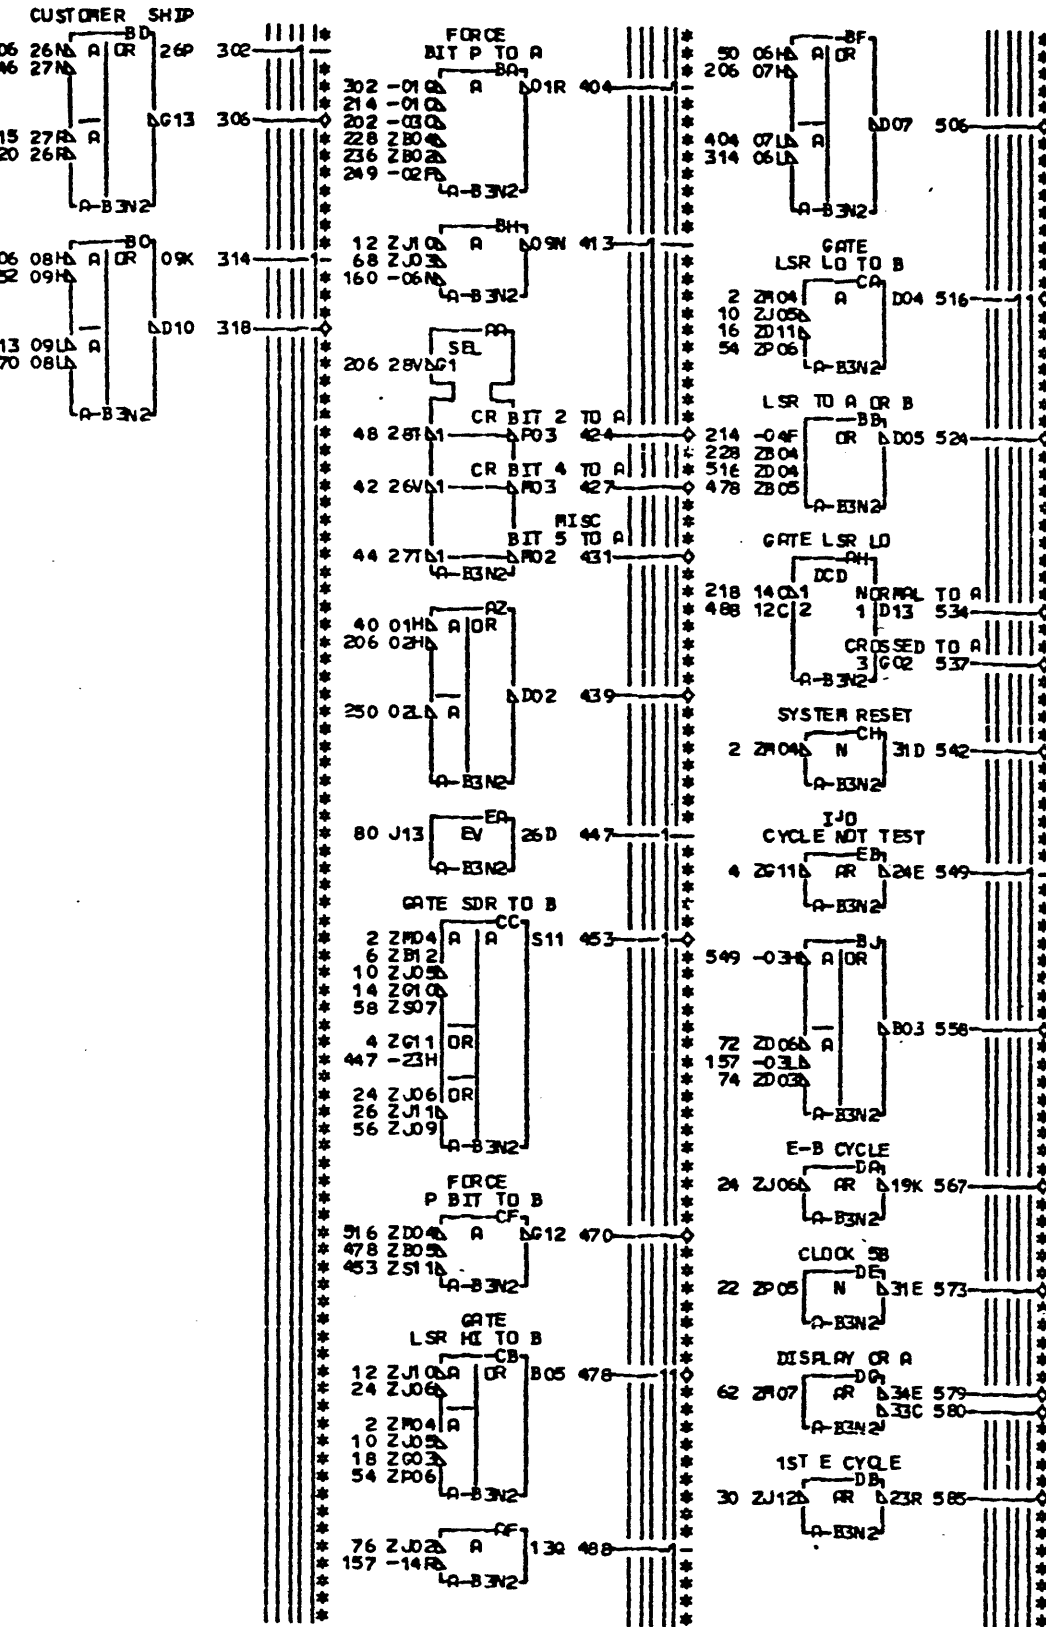 CUSTOMER SHIP
BD
06 26N A OR 26P 302
46 27N
G13 306
15 27R A
20 26R
A-B3N2
BO
06 08H A OR 09K 314
52 09H
D10 318
13 09L A
70 08L
A-B3N2
FORCE
BIT P TO A
BA
302 -01Q A D1R 404
214 -01Q
202 -03Q
228 ZB04
236 ZB02
249 -02P
A-B3N2
BH
12 ZJ10 A 09N 413
68 ZJ03
160 -06N
A-B3N2
AA
SEL
206 28V G1
CR BIT 2 TO A
48 28T 1 P03 424
CR BIT 4 TO A
42 26V 1 M03 427
MISC
BIT 5 TO A
44 27T 1 M02 431
A-B3N2
AZ
40 01H A OR
206 02H
D02 439
250 02L A
A-B3N2
EA
80 J13 EV 26D 447
A-B3N2
GATE SDR TO B
CC
2 ZM04 A A S11 453
6 ZB12
10 ZJ05
14 ZG10
58 ZS07
4 ZG11 OR
447 -23H
24 ZJ06 OR
26 ZJ11
56 ZJ09
A-B3N2
FORCE
P BIT TO B
CF
516 ZD04 A G12 470
478 ZB05
453 ZS11
A-B3N2
GATE
LSR HI TO B
CB
12 ZJ10 A OR B05 478
24 ZJ06
2 ZM04 A
10 ZJ05
18 ZG03
54 ZP06
A-B3N2
76 ZJ02 A 13Q 488
157 -14R
A-B3N2
BF
50 06H A OR
206 07H
D07 506
404 07L A
314 06L
A-B3N2
GATE
LSR LO TO B
CA
2 ZM04 A D04 516
10 ZJ05
16 ZD11
54 ZP06
A-B3N2
LSR TO A OR B
BB
214 -04F OR D05 524
228 ZB04
516 ZD04
478 ZB05
A-B3N2
GATE LSR LO
AH
DCD
218 14C 1 NORMAL TO A
488 12C 2 1 D13 534
CROSSED TO A
3 G02 537
A-B3N2
SYSTEM RESET
CH
2 ZM04 N 31D 542
A-B3N2
I/O
CYCLE NOT TEST
EB
4 ZG11 AR 24E 549
A-B3N2
BJ
549 -03H A OR
B03 558
72 ZD06 A
157 -03L
74 ZD03
A-B3N2
E-B CYCLE
DA
24 ZJ06 AR 19K 567
A-B3N2
CLOCK 5B
DE
22 ZP05 N 31E 573
A-B3N2
DISPLAY OR A
DG
62 ZM07 AR 34E 579
33C 580
A-B3N2
1ST E CYCLE
DB
30 ZJ12 AR 23R 585
A-B3N2